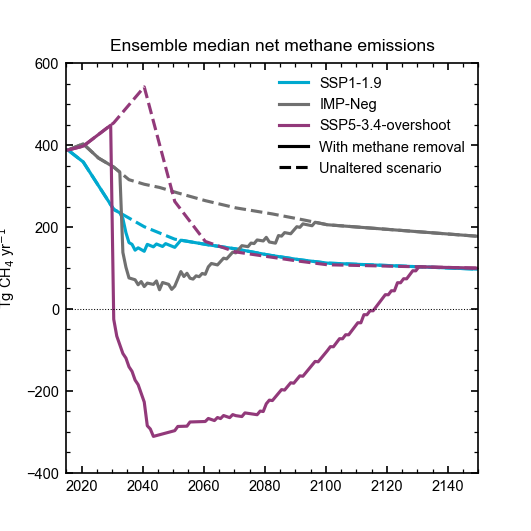 Ensemble median net methane emissions
SSP1-1.9
IMP-Neg
SSP5-3.4-overshoot
With methane removal
Unaltered scenario
Tg CH₄ yr⁻¹
600
400
200
0
−200
−400
2020 2040 2060 2080 2100 2120 2140